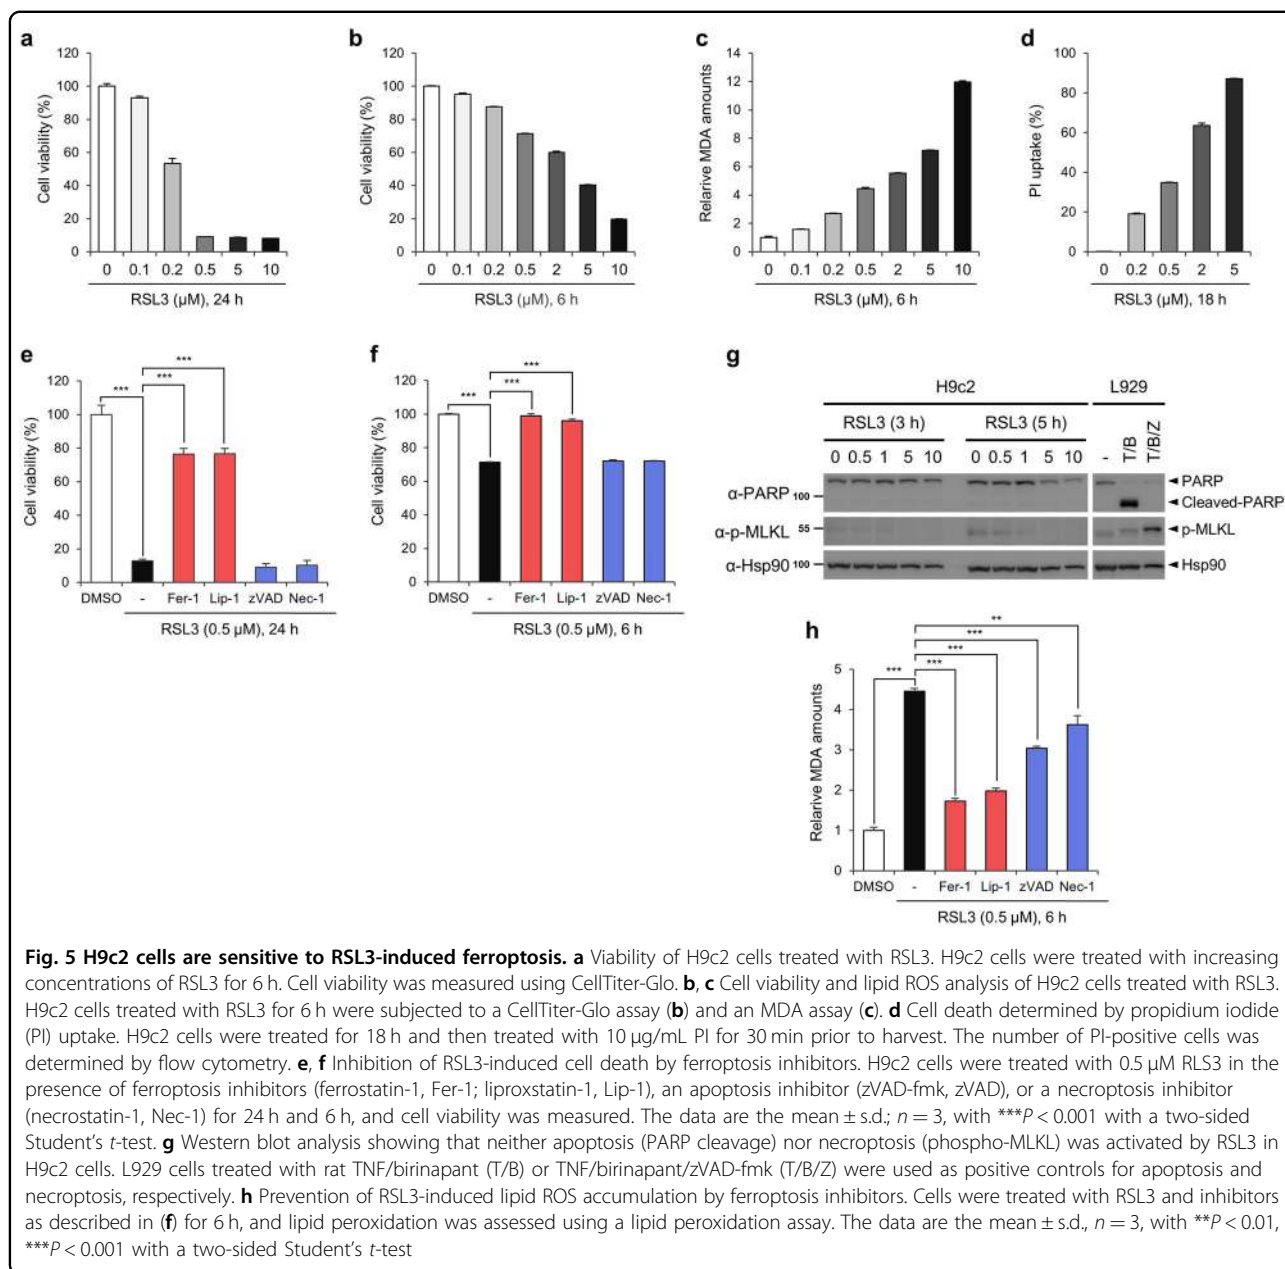 a
120
100
80
60
40
20
0
Cell viability (%)
0 0.1 0.2 0.5 5 10
RSL3 (µM), 24 h
b
120
100
80
60
40
20
0
Cell viability (%)
0 0.1 0.2 0.5 2 5 10
RSL3 (µM), 6 h
c
14
12
10
8
6
4
2
0
Relarive MDA amounts
0 0.1 0.2 0.5 2 5 10
RSL3 (µM), 6 h
d
100
80
60
40
20
0
PI uptake (%)
0 0.2 0.5 2 5
RSL3 (µM), 18 h
e
***
***
***
120
100
80
60
40
20
0
Cell viability (%)
DMSO - Fer-1 Lip-1 zVAD Nec-1
RSL3 (0.5 µM), 24 h
f
***
***
***
120
100
80
60
40
20
0
Cell viability (%)
DMSO - Fer-1 Lip-1 zVAD Nec-1
RSL3 (0.5 µM), 6 h
g
H9c2 L929
RSL3 (3 h) RSL3 (5 h)
0 0.5 1 5 10 0 0.5 1 5 10 - T/B T/B/Z
α-PARP 100 PARP
Cleaved-PARP
α-p-MLKL 55 p-MLKL
α-Hsp90 100 Hsp90
h
**
***
***
***
***
5
4
3
2
1
0
Relarive MDA amounts
DMSO - Fer-1 Lip-1 zVAD Nec-1
RSL3 (0.5 µM), 6 h
Fig. 5 H9c2 cells are sensitive to RSL3-induced ferroptosis. a Viability of H9c2 cells treated with RSL3. H9c2 cells were treated with increasing
concentrations of RSL3 for 6 h. Cell viability was measured using CellTiter-Glo. b, c Cell viability and lipid ROS analysis of H9c2 cells treated with RSL3.
H9c2 cells treated with RSL3 for 6 h were subjected to a CellTiter-Glo assay (b) and an MDA assay (c). d Cell death determined by propidium iodide
(PI) uptake. H9c2 cells were treated for 18 h and then treated with 10 µg/mL PI for 30 min prior to harvest. The number of PI-positive cells was
determined by flow cytometry. e, f Inhibition of RSL3-induced cell death by ferroptosis inhibitors. H9c2 cells were treated with 0.5 µM RLS3 in the
presence of ferroptosis inhibitors (ferrostatin-1, Fer-1; liproxstatin-1, Lip-1), an apoptosis inhibitor (zVAD-fmk, zVAD), or a necroptosis inhibitor
(necrostatin-1, Nec-1) for 24 h and 6 h, and cell viability was measured. The data are the mean ± s.d.; n = 3, with ***P < 0.001 with a two-sided
Student's t-test. g Western blot analysis showing that neither apoptosis (PARP cleavage) nor necroptosis (phospho-MLKL) was activated by RSL3 in
H9c2 cells. L929 cells treated with rat TNF/birinapant (T/B) or TNF/birinapant/zVAD-fmk (T/B/Z) were used as positive controls for apoptosis and
necroptosis, respectively. h Prevention of RSL3-induced lipid ROS accumulation by ferroptosis inhibitors. Cells were treated with RSL3 and inhibitors
as described in (f) for 6 h, and lipid peroxidation was assessed using a lipid peroxidation assay. The data are the mean ± s.d., n = 3, with **P < 0.01,
***P < 0.001 with a two-sided Student's t-test